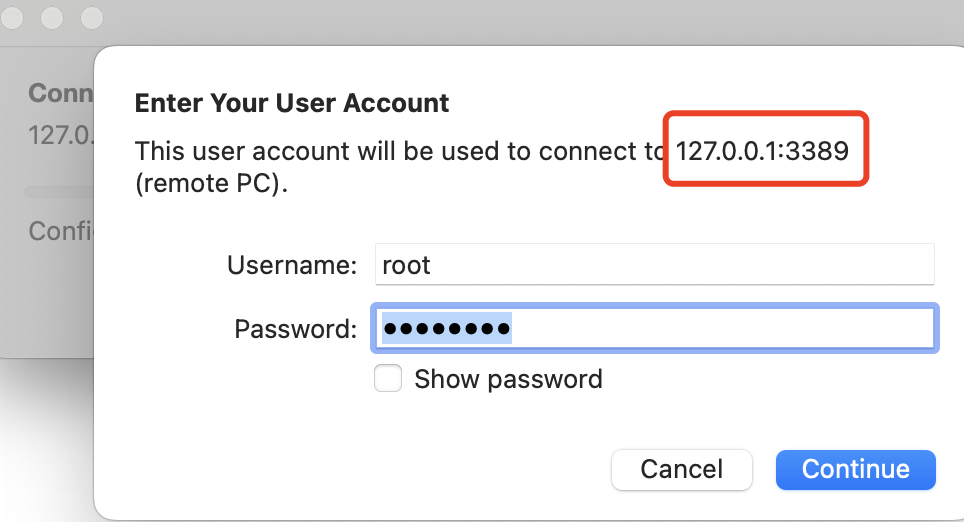 Enter Your User Account
This user account will be used to connect to 127.0.0.1:3389
(remote PC).
Username: root
Password: ••••••••
Show password
Cancel Continue
Conn
127.0.
Confi